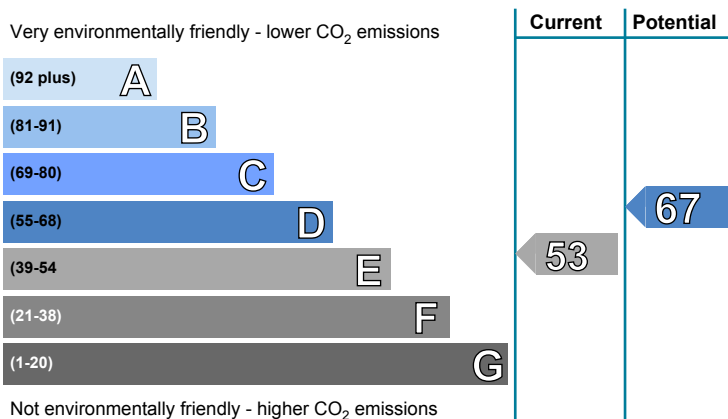 Current Potential
Very environmentally friendly - lower CO2 emissions
(92 plus) A
(81-91) B
(69-80) C
(55-68) D
67
(39-54 E
53
(21-38) F
(1-20) G
Not environmentally friendly - higher CO2 emissions